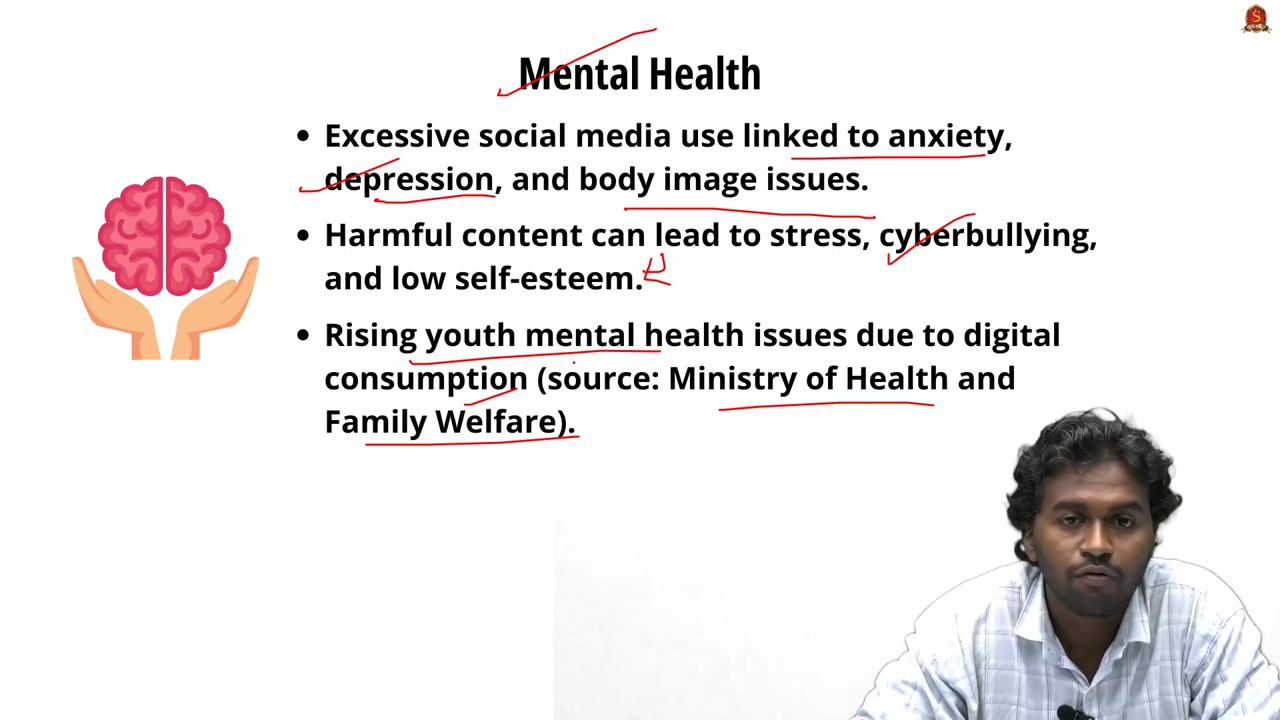 Mental Health
• Excessive social media use linked to anxiety,
depression, and body image issues.
• Harmful content can lead to stress, cyberbullying,
and low self-esteem.
• Rising youth mental health issues due to digital
consumption (source: Ministry of Health and
Family Welfare).